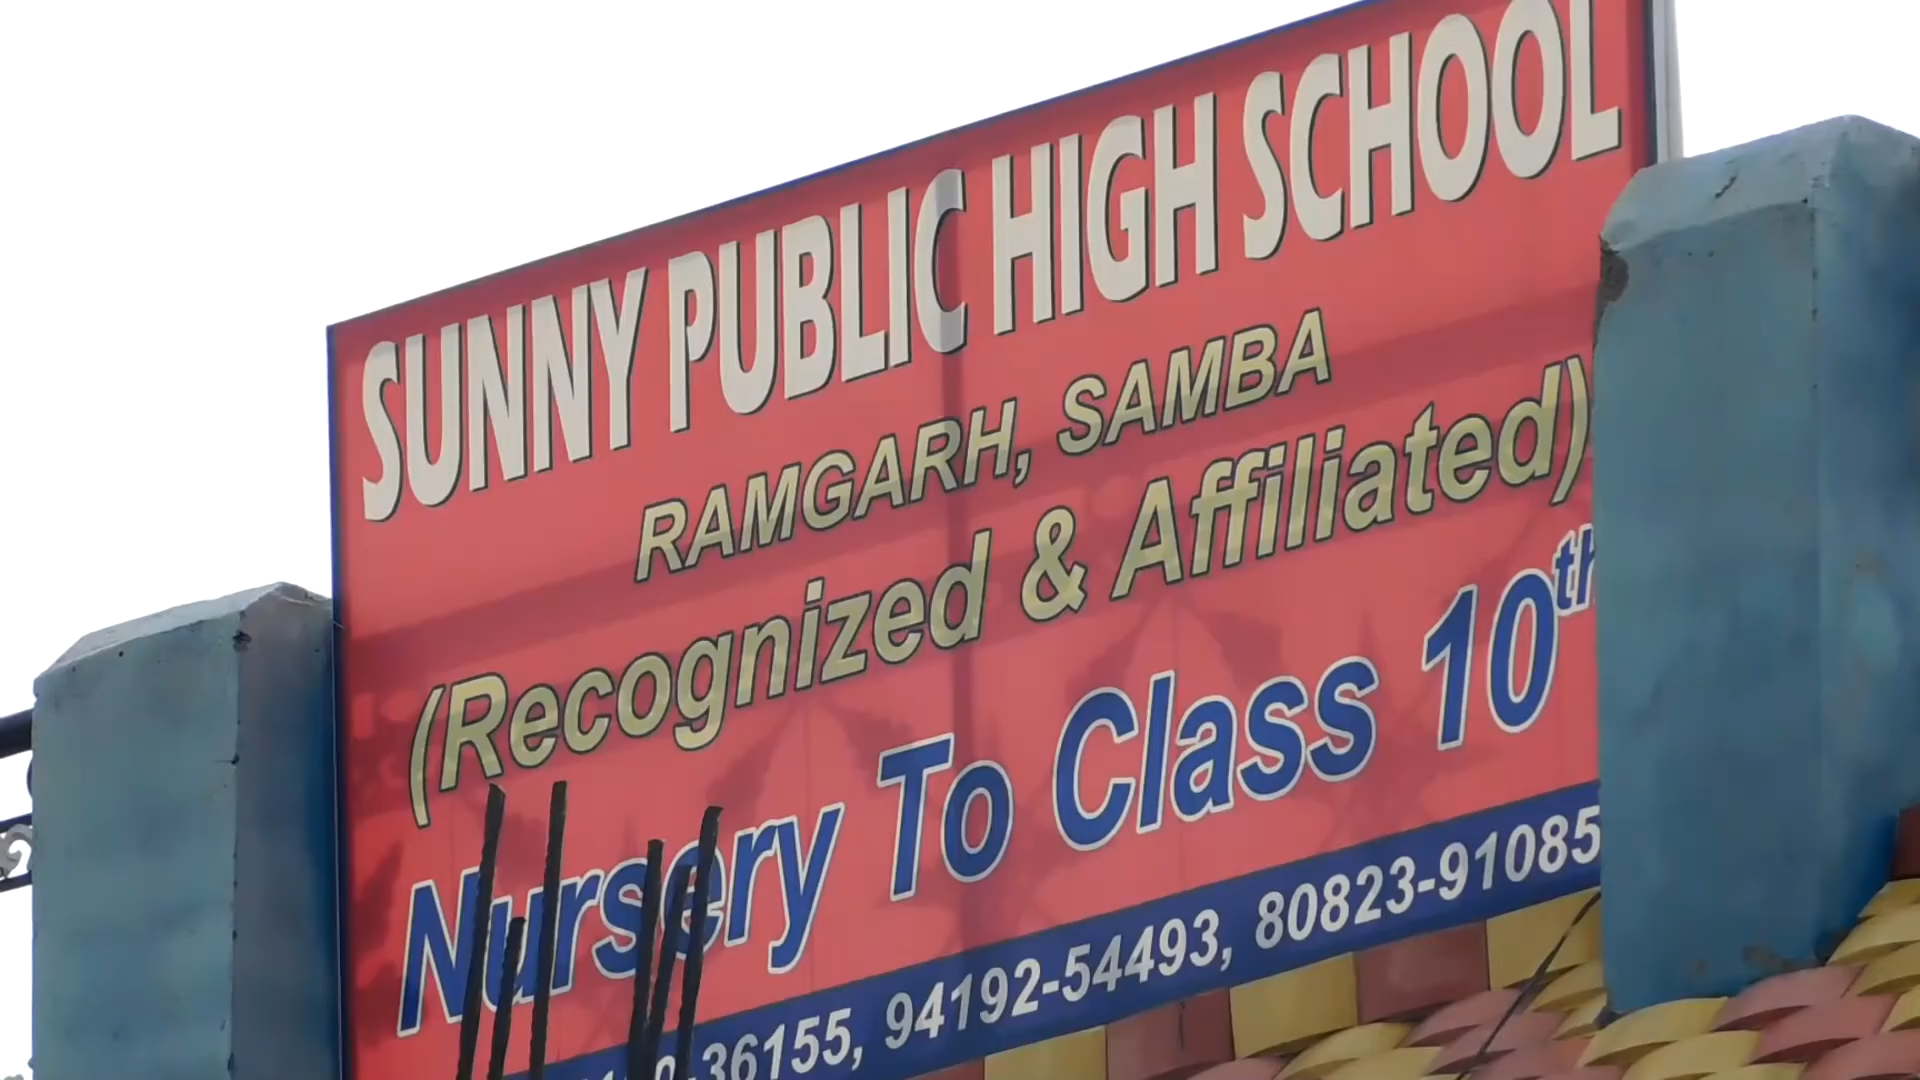 SUNNY PUBLIC HIGH SCHOOL
RAMGARH, SAMBA
(Recognized & Affiliated)
Nursery To Class 10th
36155, 94192-54493, 80823-91085